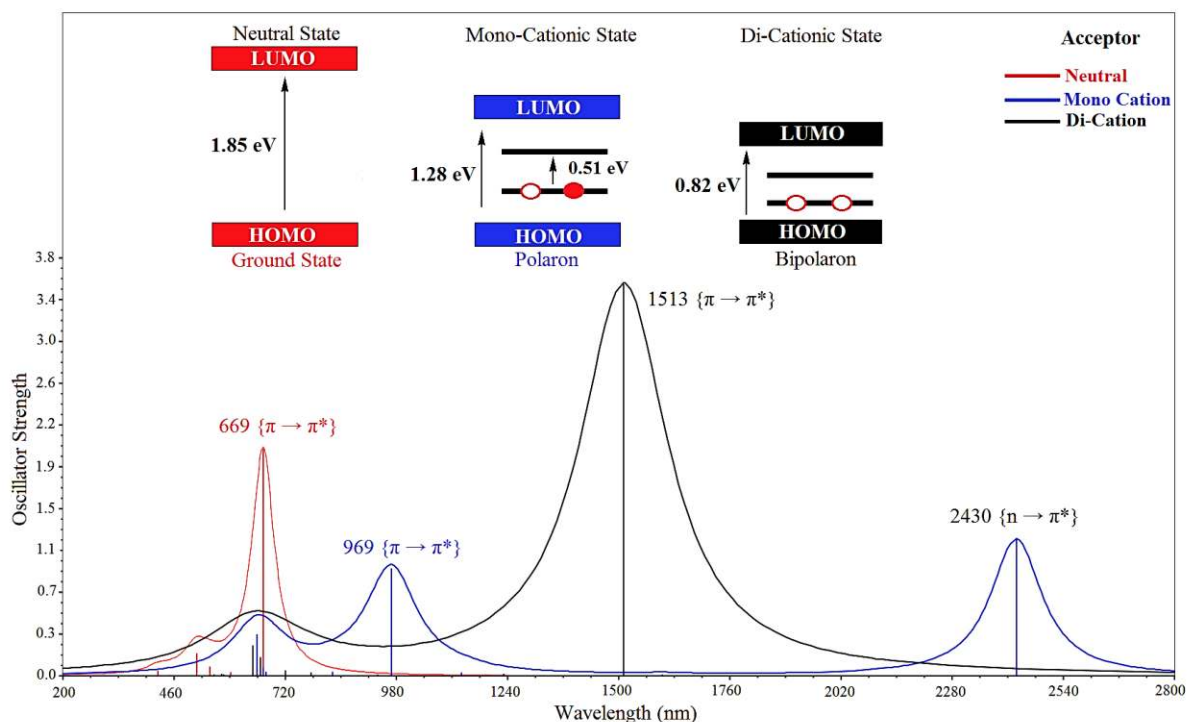 Neutral State
Mono-Cationic State
Di-Cationic State
Acceptor
LUMO
Neutral
Mono Cation
Di-Cation
LUMO
LUMO
1.85 eV
1.28 eV
0.51 eV
0.82 eV
HOMO
HOMO
HOMO
Ground State
Polaron
Bipolaron
3.8
3.4
3.0
2.6
2.2
1.9
1.5
1.1
0.7
0.3
0.0
Oscillator Strength
1513 {π → π*}
669 {π → π*}
969 {π → π*}
2430 {n → π*}
200 460 720 980 1240 1500 1760 2020 2280 2540 2800
Wavelength (nm)